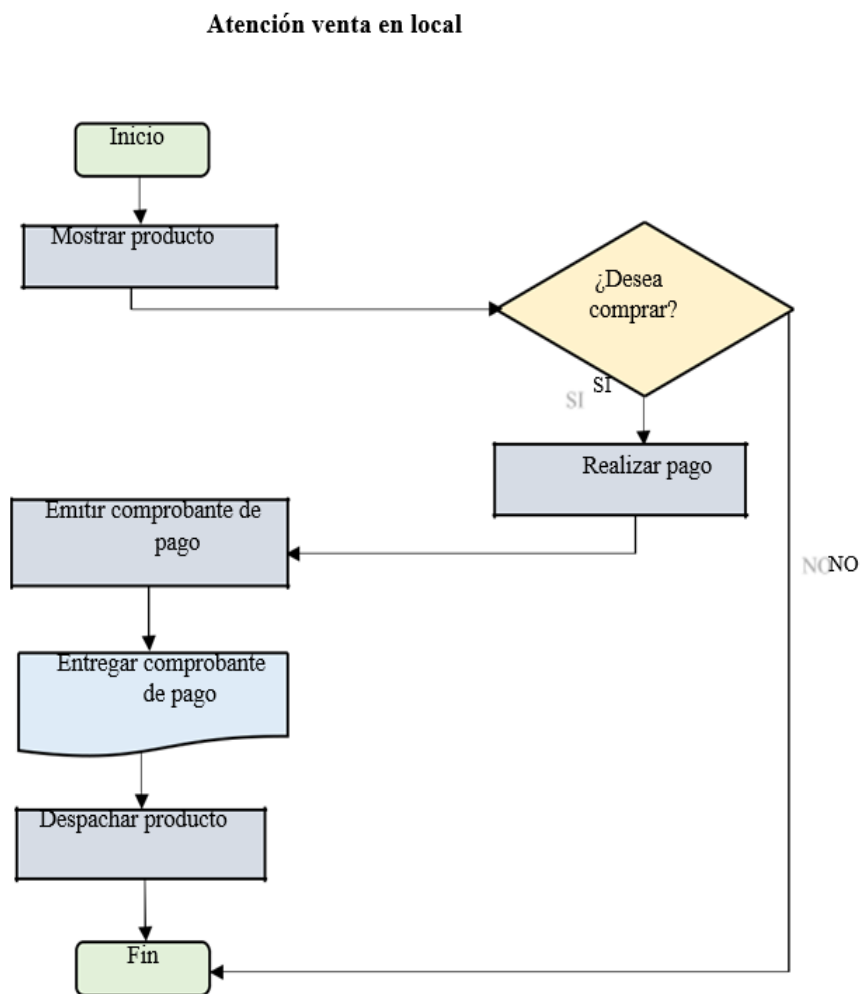 Atención venta en local
Inicio
Mostrar producto
¿Desea
comprar?
SI
SI
Realizar pago
Emitir comprobante de
pago
NO
NO
Entregar comprobante
de pago
Despachar producto
Fin